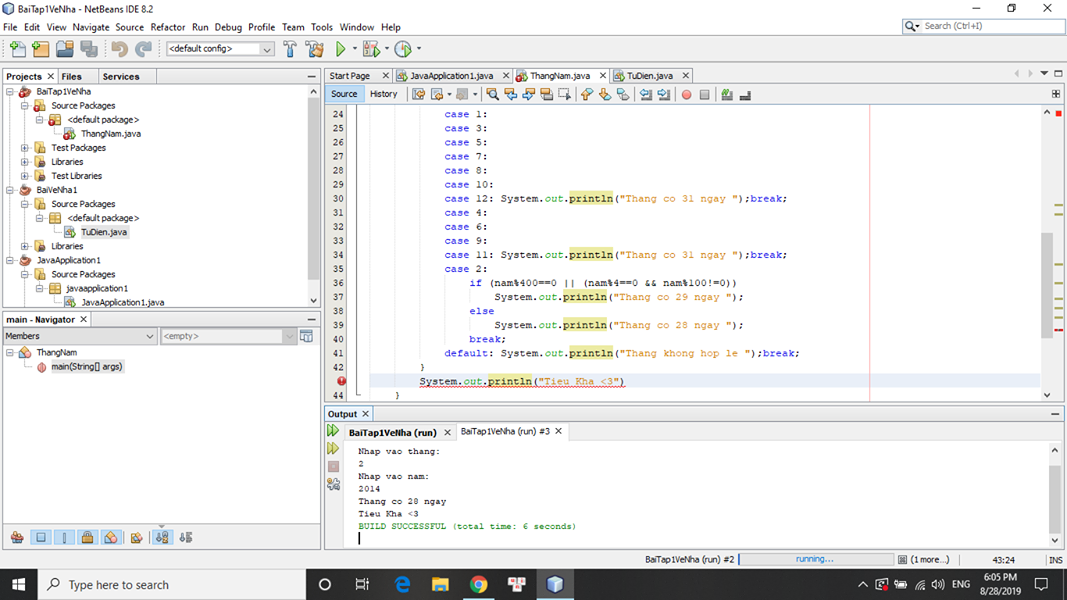 BaiTap1VeNha - NetBeans IDE 8.2
File Edit View Navigate Source Refactor Run Debug Profile Team Tools Window Help
Search (Ctrl+I)
<default config>
Projects Files Services
BaiTap1VeNha
Source Packages
<default package>
ThangNam.java
Test Packages
Libraries
Test Libraries
BaiVeNha1
Source Packages
<default package>
TuDien.java
Libraries
JavaApplication1
Source Packages
javaapplication1
JavaApplication1.java
main - Navigator
Members <empty>
ThangNam
main(String[] args)
Start Page JavaApplication1.java ThangNam.java TuDien.java
Source History
24 case 1:
25 case 3:
26 case 5:
27 case 7:
28 case 8:
29 case 10:
30 case 12: System.out.println("Thang co 31 ngay ");break;
31 case 4:
32 case 6:
33 case 9:
34 case 11: System.out.println("Thang co 31 ngay ");break;
35 case 2:
36 if (nam%400==0 || (nam%4==0 && nam%100!=0))
37 System.out.println("Thang co 29 ngay ");
38 else
39 System.out.println("Thang co 28 ngay ");
40 break;
41 default: System.out.println("Thang khong hop le ");break;
42 }
System.out.println("Tieu Kha <3")
44 }
Output
BaiTap1VeNha (run) BaiTap1VeNha (run) #3
Nhap vao thang:
2
Nhap vao nam:
2014
Thang co 28 ngay
Tieu Kha <3
BUILD SUCCESSFUL (total time: 6 seconds)
BaiTap1VeNha (run) #2 running... (1 more...) 43:24 INS
Type here to search
ENG
6:05 PM
8/28/2019